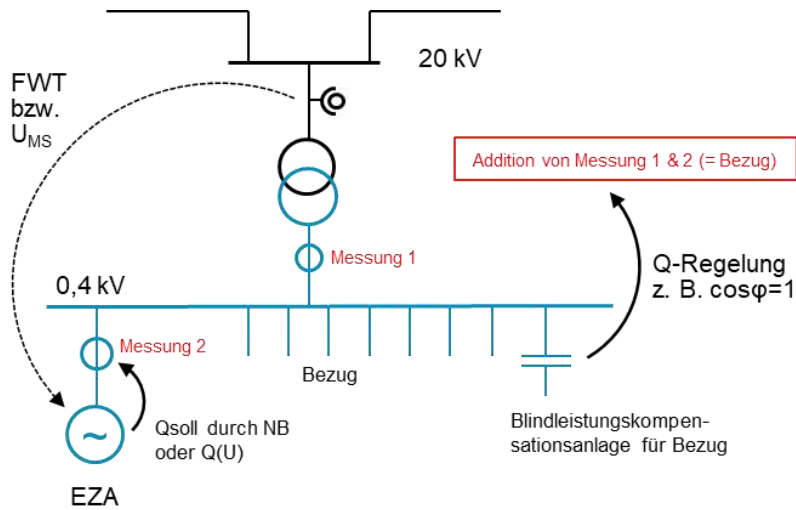 20 kV
FWT
bzw.
U_MS
Addition von Messung 1 & 2 (= Bezug)
Messung 1
Q-Regelung
z. B. cosφ=1
0,4 kV
Messung 2
Bezug
Qsoll durch NB
oder Q(U)
Blindleistungskompen-
sationsanlage für Bezug
~
EZA